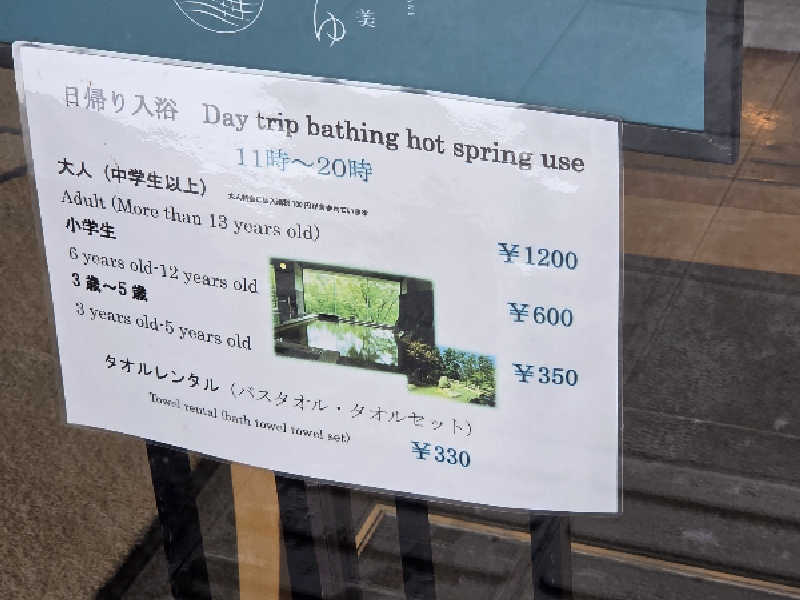 ゆ
美
日帰り入浴 Day trip bathing hot spring use
11時～20時
大人（中学生以上）
Adult (More than 13 years old)
¥1200
小学生
6 years old-12 years old
¥600
3歳～5歳
3 years old-5 years old
¥350
タオルレンタル（バスタオル・タオルセット）
Towel rental (bath towel towel set)
¥330